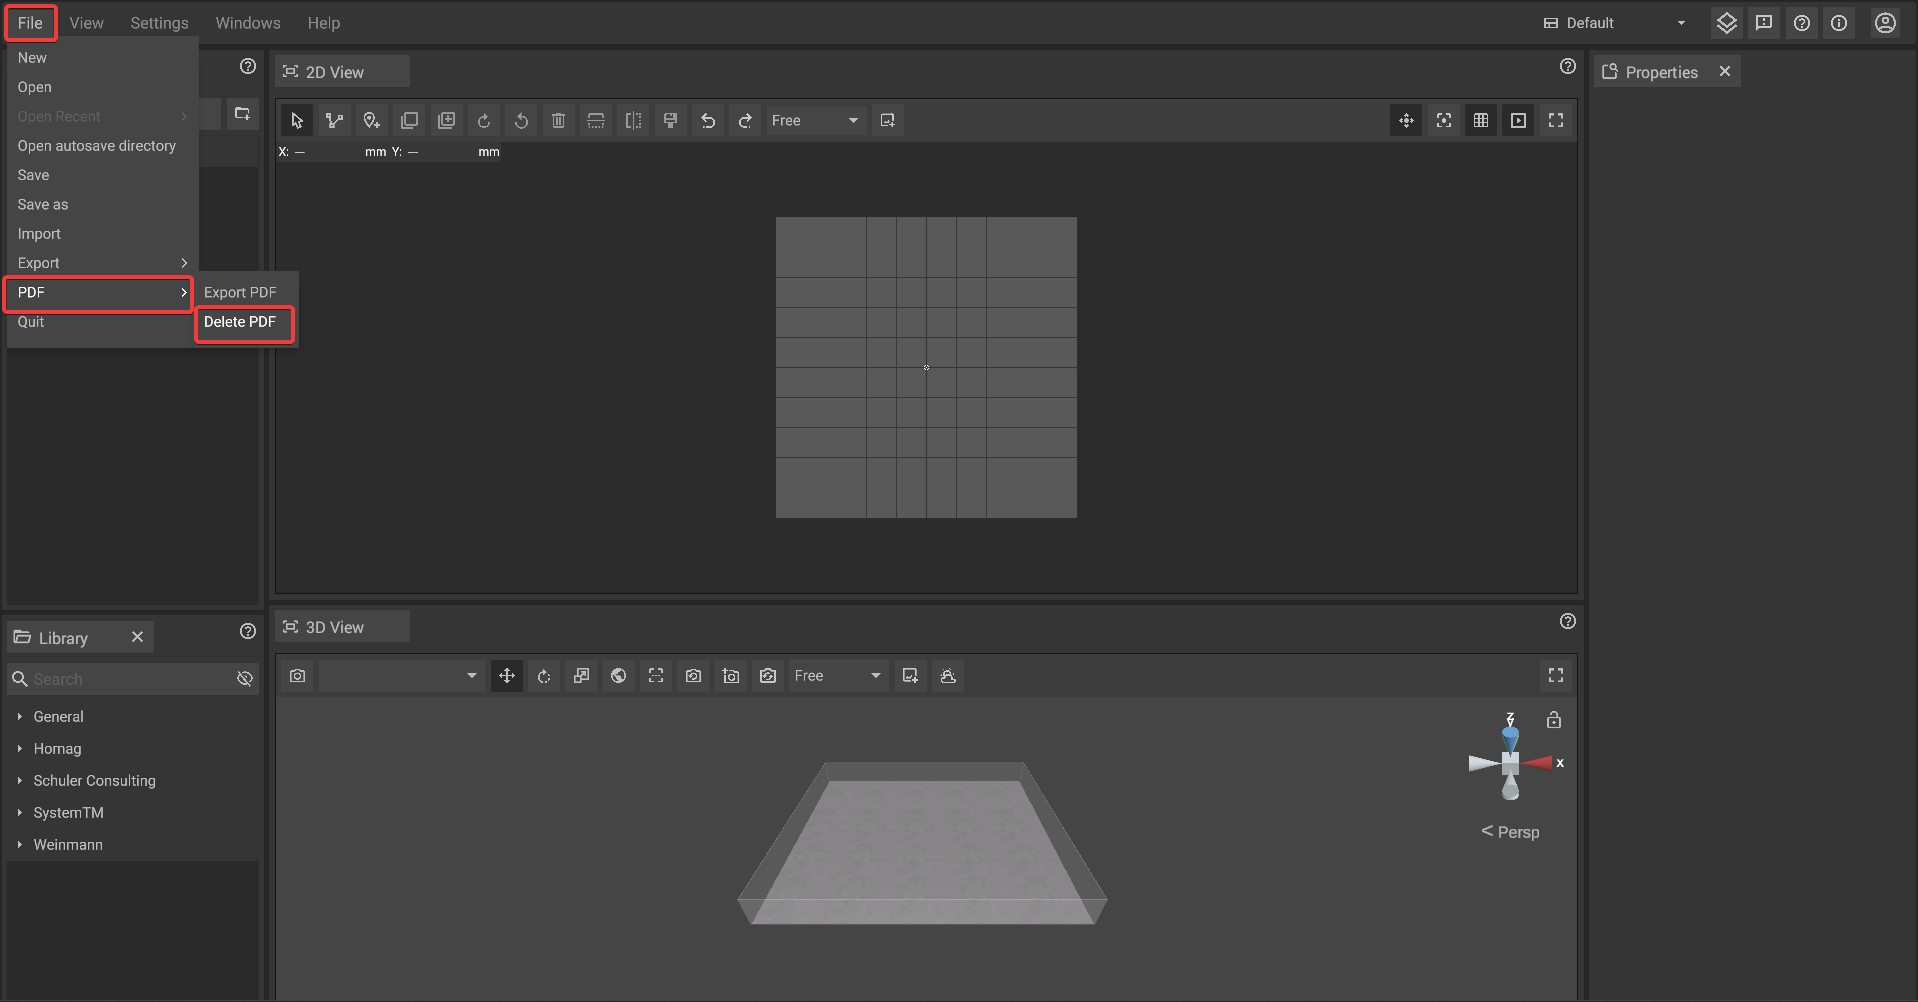 File View Settings Windows Help Default
New
Open
Open Recent
Open autosave directory
Save
Save as
Import
Export
PDF
Quit
Export PDF
Delete PDF
2D View
Free
X: — mm Y: — mm
Properties
Library
Search
General
Homag
Schuler Consulting
SystemTM
Weinmann
3D View
Free
Z
Y
X
< Persp